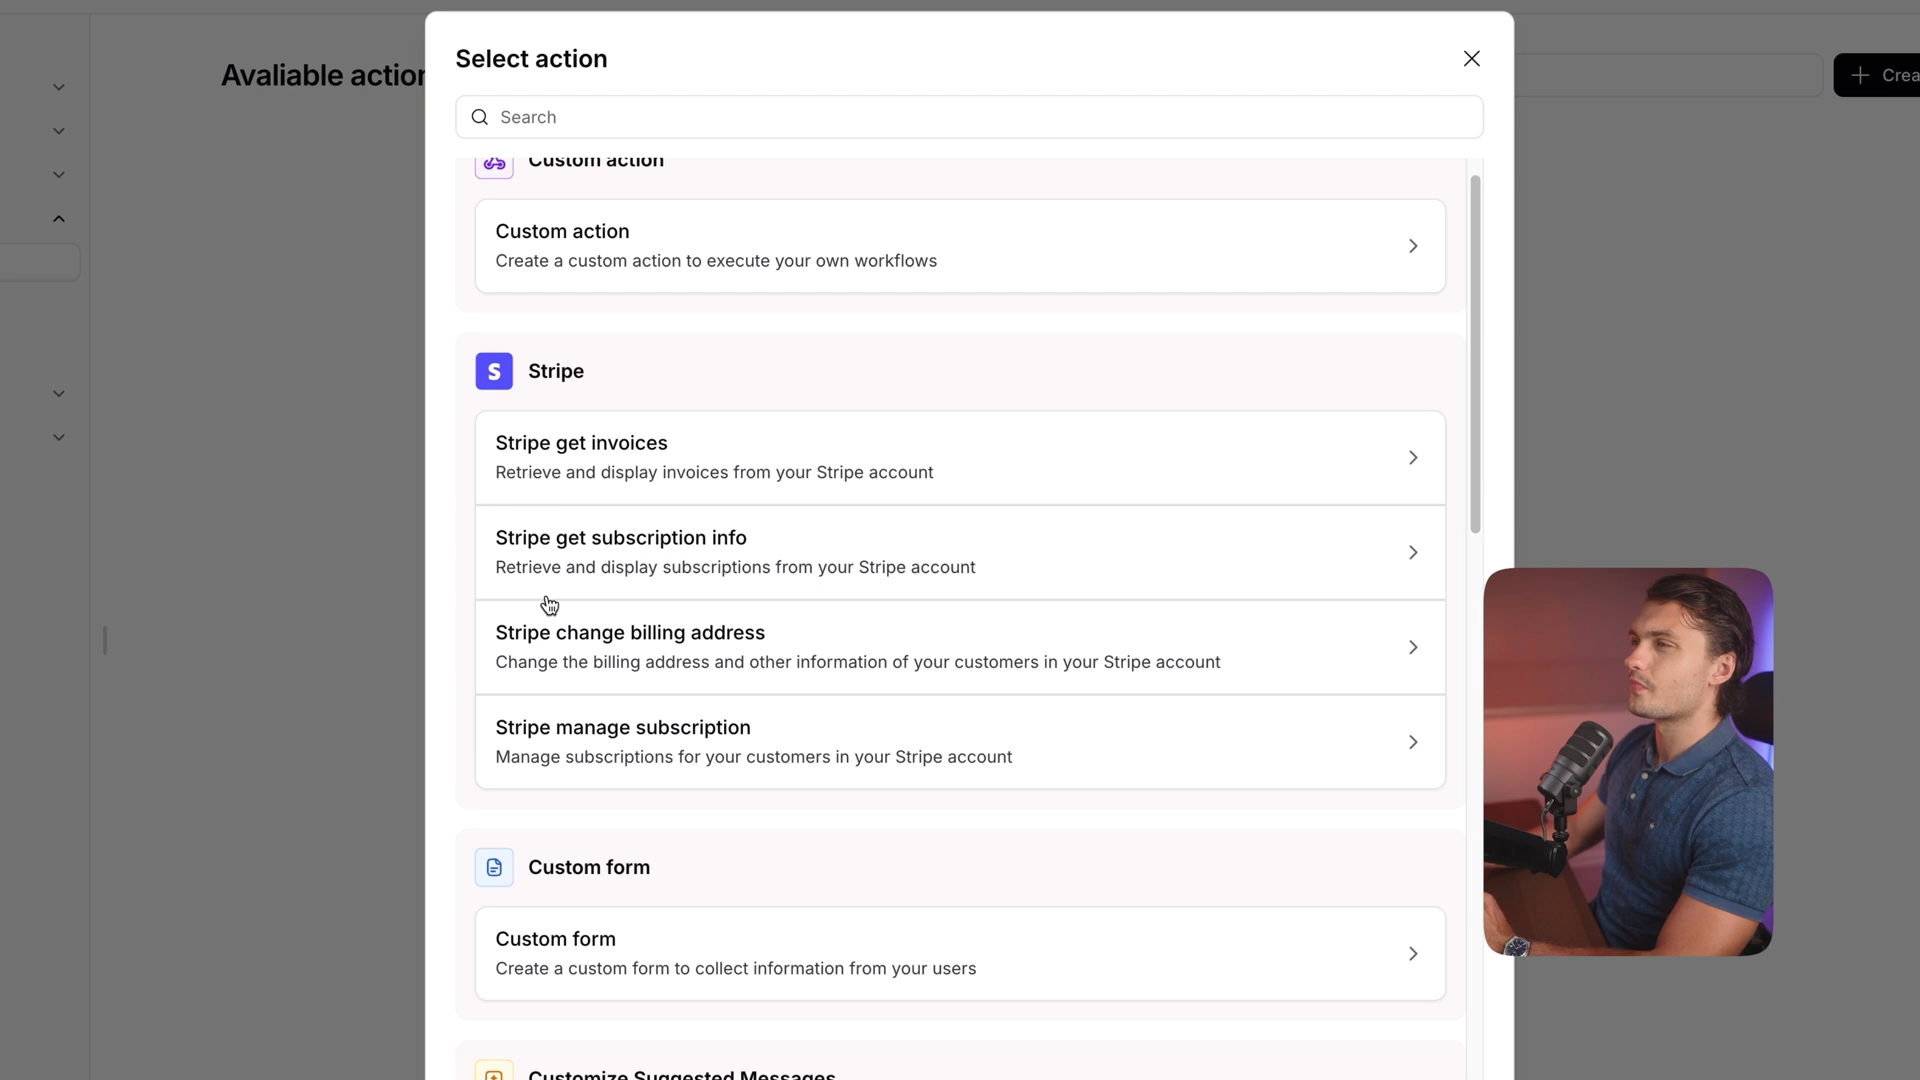 Avaliable action
Select action
Crea
Search
Custom action
Custom action
Create a custom action to execute your own workflows
S
Stripe
Stripe get invoices
Retrieve and display invoices from your Stripe account
Stripe get subscription info
Retrieve and display subscriptions from your Stripe account
Stripe change billing address
Change the billing address and other information of your customers in your Stripe account
Stripe manage subscription
Manage subscriptions for your customers in your Stripe account
Custom form
Custom form
Create a custom form to collect information from your users
Customize Suggested Messages